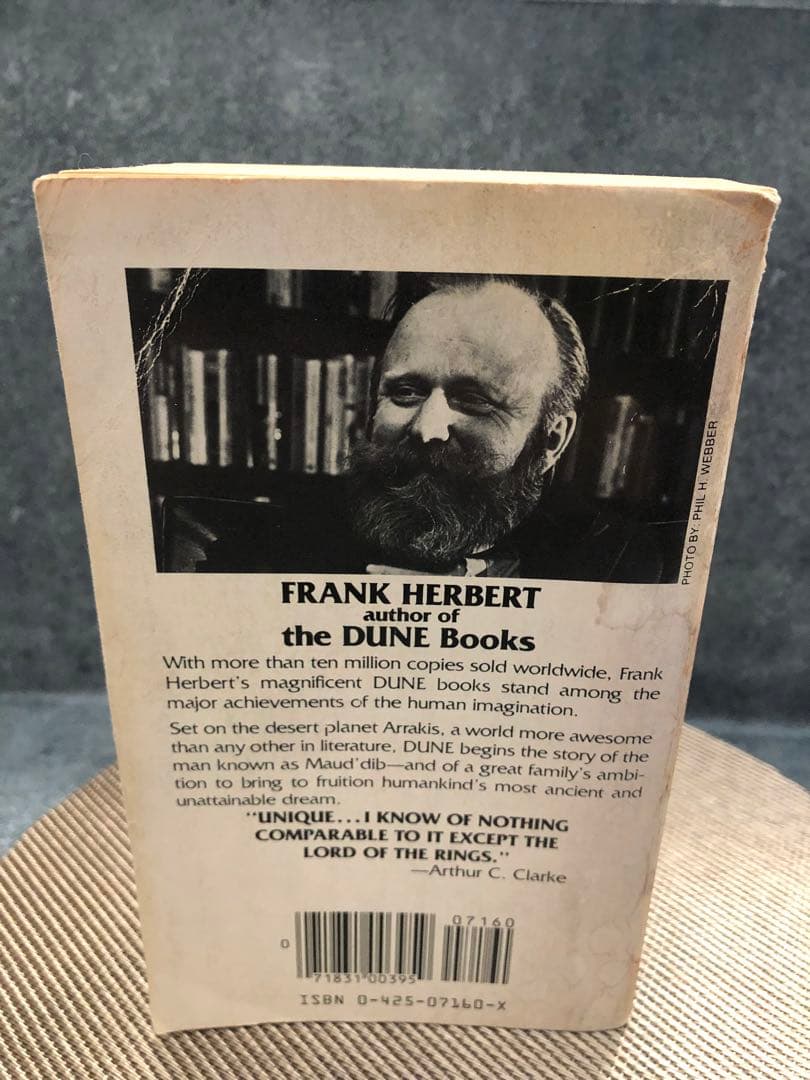 PHOTO BY: PHIL H. WEBBER
FRANK HERBERT
author of
the DUNE Books
With more than ten million copies sold worldwide, Frank
Herbert's magnificent DUNE books stand among the
major achievements of the human imagination.
Set on the desert planet Arrakis, a world more awesome
than any other in literature, DUNE begins the story of the
man known as Maud'dib—and of a great family's ambi-
tion to bring to fruition humankind's most ancient and
unattainable dream.
"UNIQUE...I KNOW OF NOTHING
COMPARABLE TO IT EXCEPT THE
LORD OF THE RINGS."
—Arthur C. Clarke
07160
0
71831 00395
ISBN 0-425-07160-X